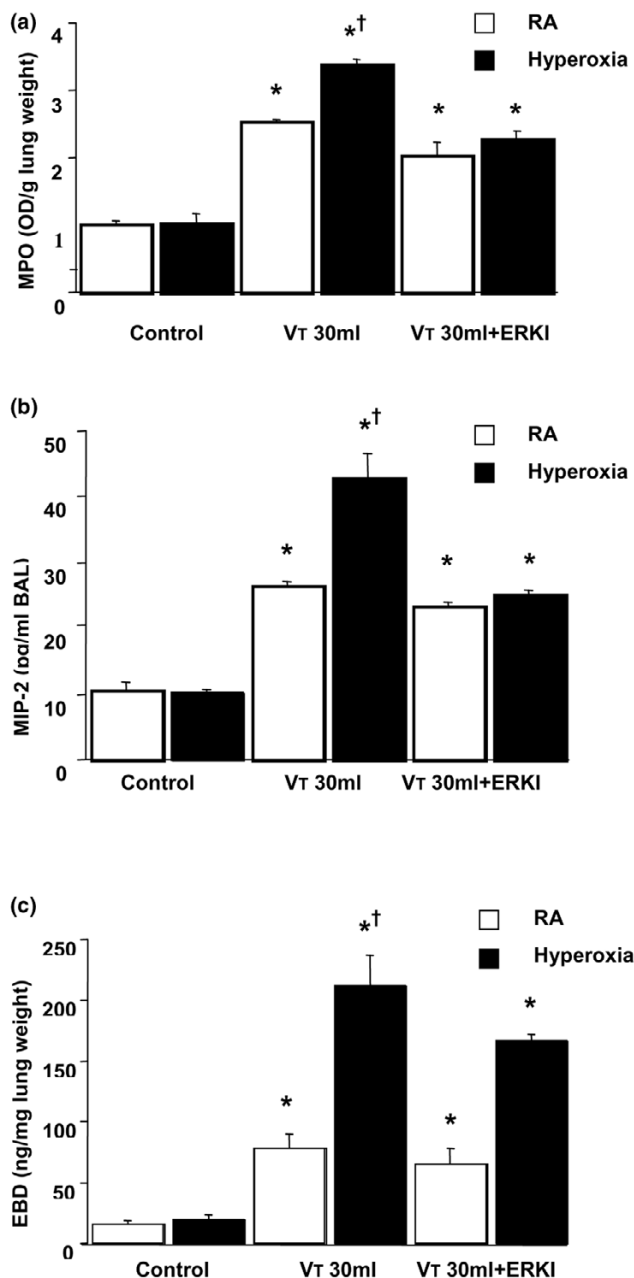 (a)
RA
Hyperoxia
4
3
2
1
0
MPO (OD/g lung weight)
*
*†
*
*
Control VT 30ml VT 30ml+ERKI
(b)
RA
Hyperoxia
50
40
30
20
10
0
MIP-2 (pg/ml BAL)
*
*†
*
*
Control VT 30ml VT 30ml+ERKI
(c)
RA
Hyperoxia
250
200
150
100
50
0
EBD (ng/mg lung weight)
*
*†
*
*
Control VT 30ml VT 30ml+ERKI